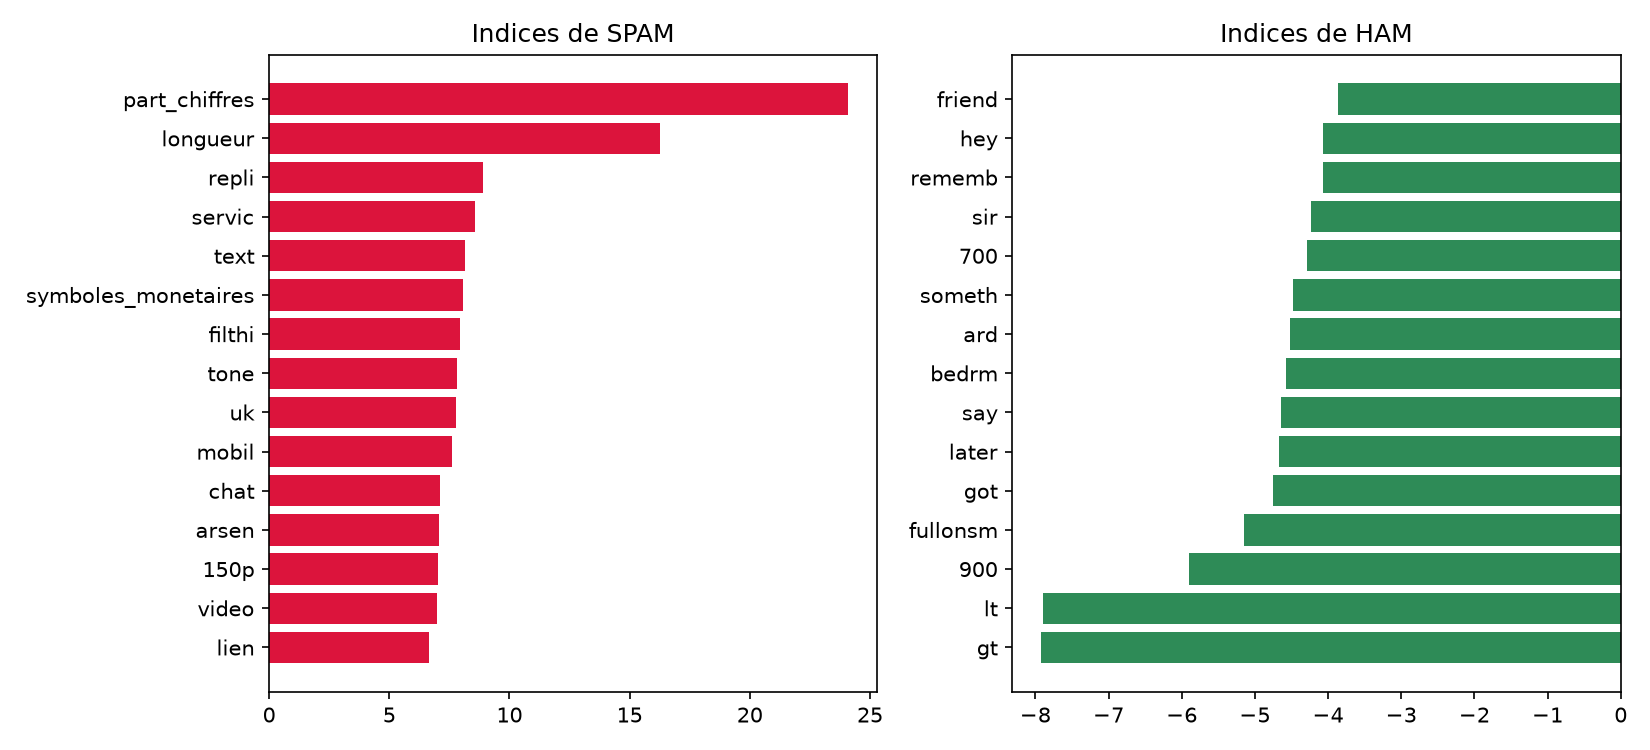 Indices de SPAM
part_chiffres
longueur
repli
servic
text
symboles_monetaires
filthi
tone
uk
mobil
chat
arsen
150p
video
lien
0 5 10 15 20 25
Indices de HAM
friend
hey
rememb
sir
700
someth
ard
bedrm
say
later
got
fullonsm
900
lt
gt
−8 −7 −6 −5 −4 −3 −2 −1 0